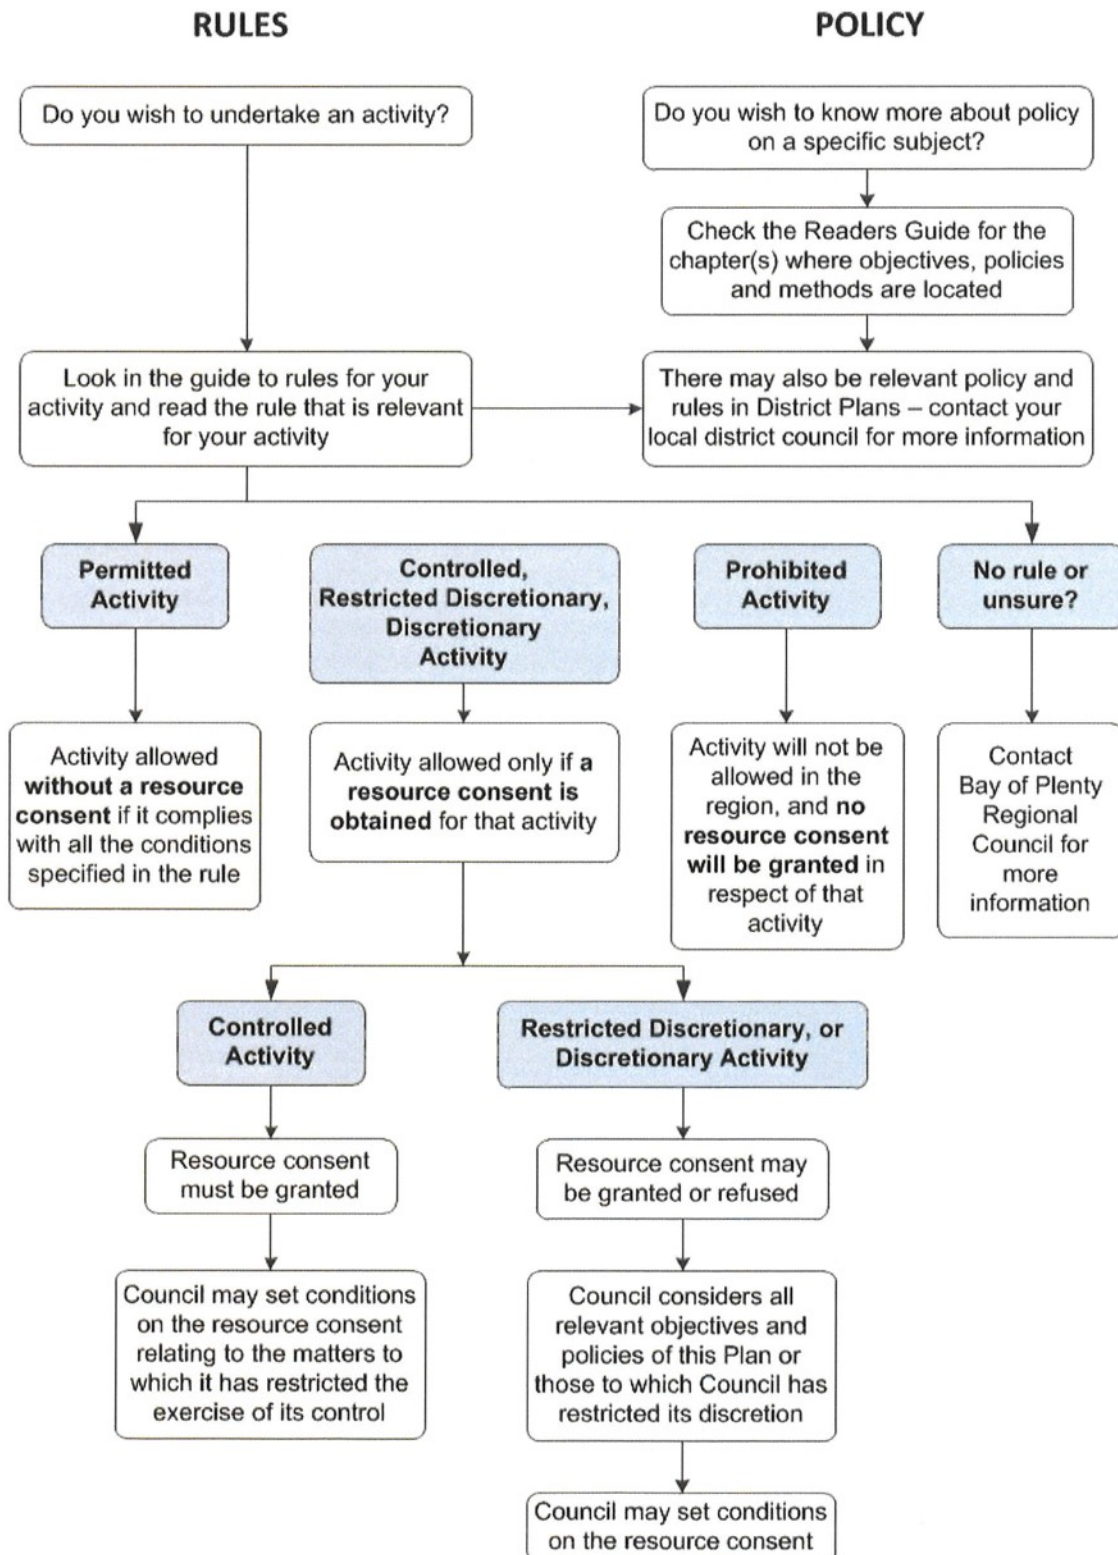 RULES
POLICY
Do you wish to undertake an activity?
Do you wish to know more about policy
on a specific subject?
Check the Readers Guide for the
chapter(s) where objectives, policies
and methods are located
Look in the guide to rules for your
activity and read the rule that is relevant
for your activity
There may also be relevant policy and
rules in District Plans – contact your
local district council for more information
Permitted
Activity
Controlled,
Restricted Discretionary,
Discretionary
Activity
Prohibited
Activity
No rule or
unsure?
Activity allowed
without a resource
consent if it complies
with all the conditions
specified in the rule
Activity allowed only if a
resource consent is
obtained for that activity
Activity will not be
allowed in the
region, and no
resource consent
will be granted in
respect of that
activity
Contact
Bay of Plenty
Regional
Council for
more
information
Controlled
Activity
Restricted Discretionary, or
Discretionary Activity
Resource consent
must be granted
Resource consent may
be granted or refused
Council may set conditions
on the resource consent
relating to the matters to
which it has restricted the
exercise of its control
Council considers all
relevant objectives and
policies of this Plan or
those to which Council has
restricted its discretion
Council may set conditions
on the resource consent